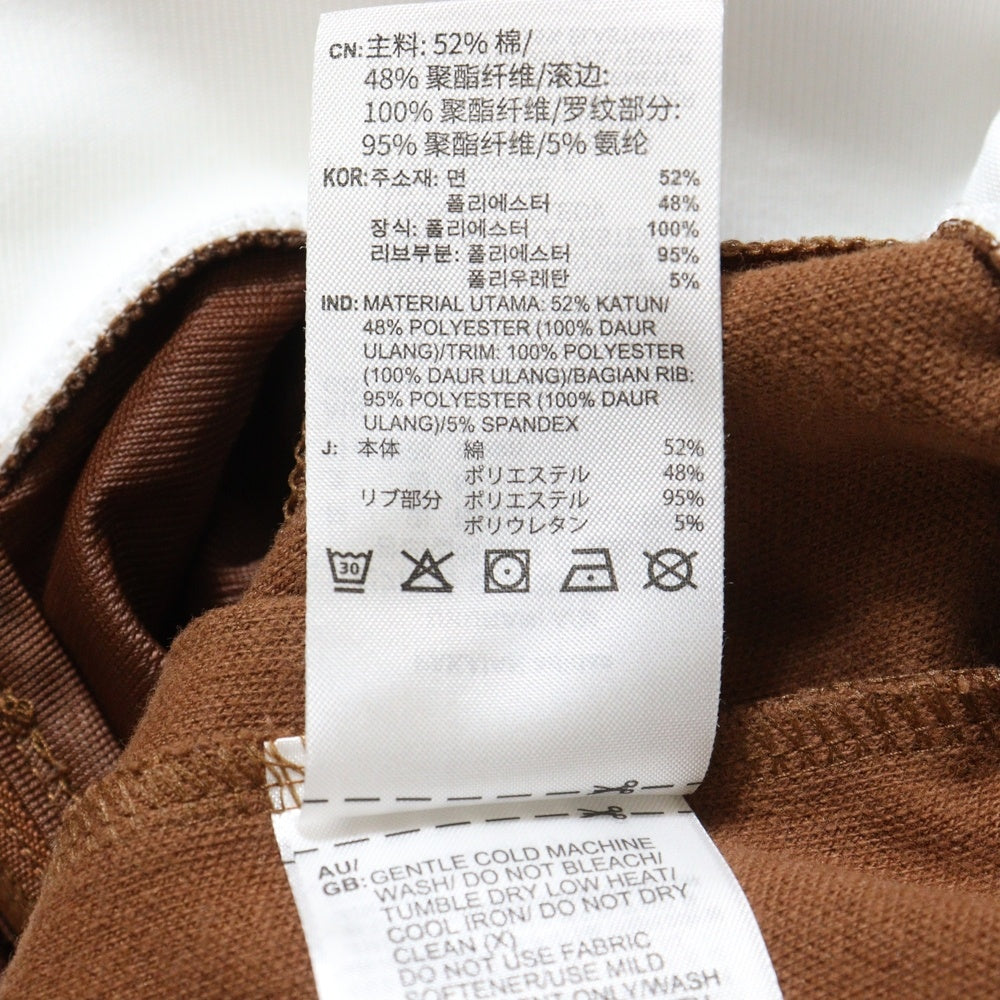 CN: 主料: 52% 棉/
48% 聚酯纤维/滚边:
100% 聚酯纤维/罗纹部分:
95% 聚酯纤维/5% 氨纶
KOR: 주소재: 면 52%
폴리에스터 48%
장식: 폴리에스터 100%
리브부분: 폴리에스터 95%
폴리우레탄 5%
IND: MATERIAL UTAMA: 52% KATUN/
48% POLYESTER (100% DAUR
ULANG)/TRIM: 100% POLYESTER
(100% DAUR ULANG)/BAGIAN RIB:
95% POLYESTER (100% DAUR
ULANG)/5% SPANDEX
J: 本体 綿 52%
ポリエステル 48%
リブ部分 ポリエステル 95%
ポリウレタン 5%
30
AU/
GB: GENTLE COLD MACHINE
WASH/ DO NOT BLEACH/
TUMBLE DRY LOW HEAT/
COOL IRON/ DO NOT DRY
CLEAN (X)
DO NOT USE FABRIC
SOFTENER/USE MILD
ONLY/WASH